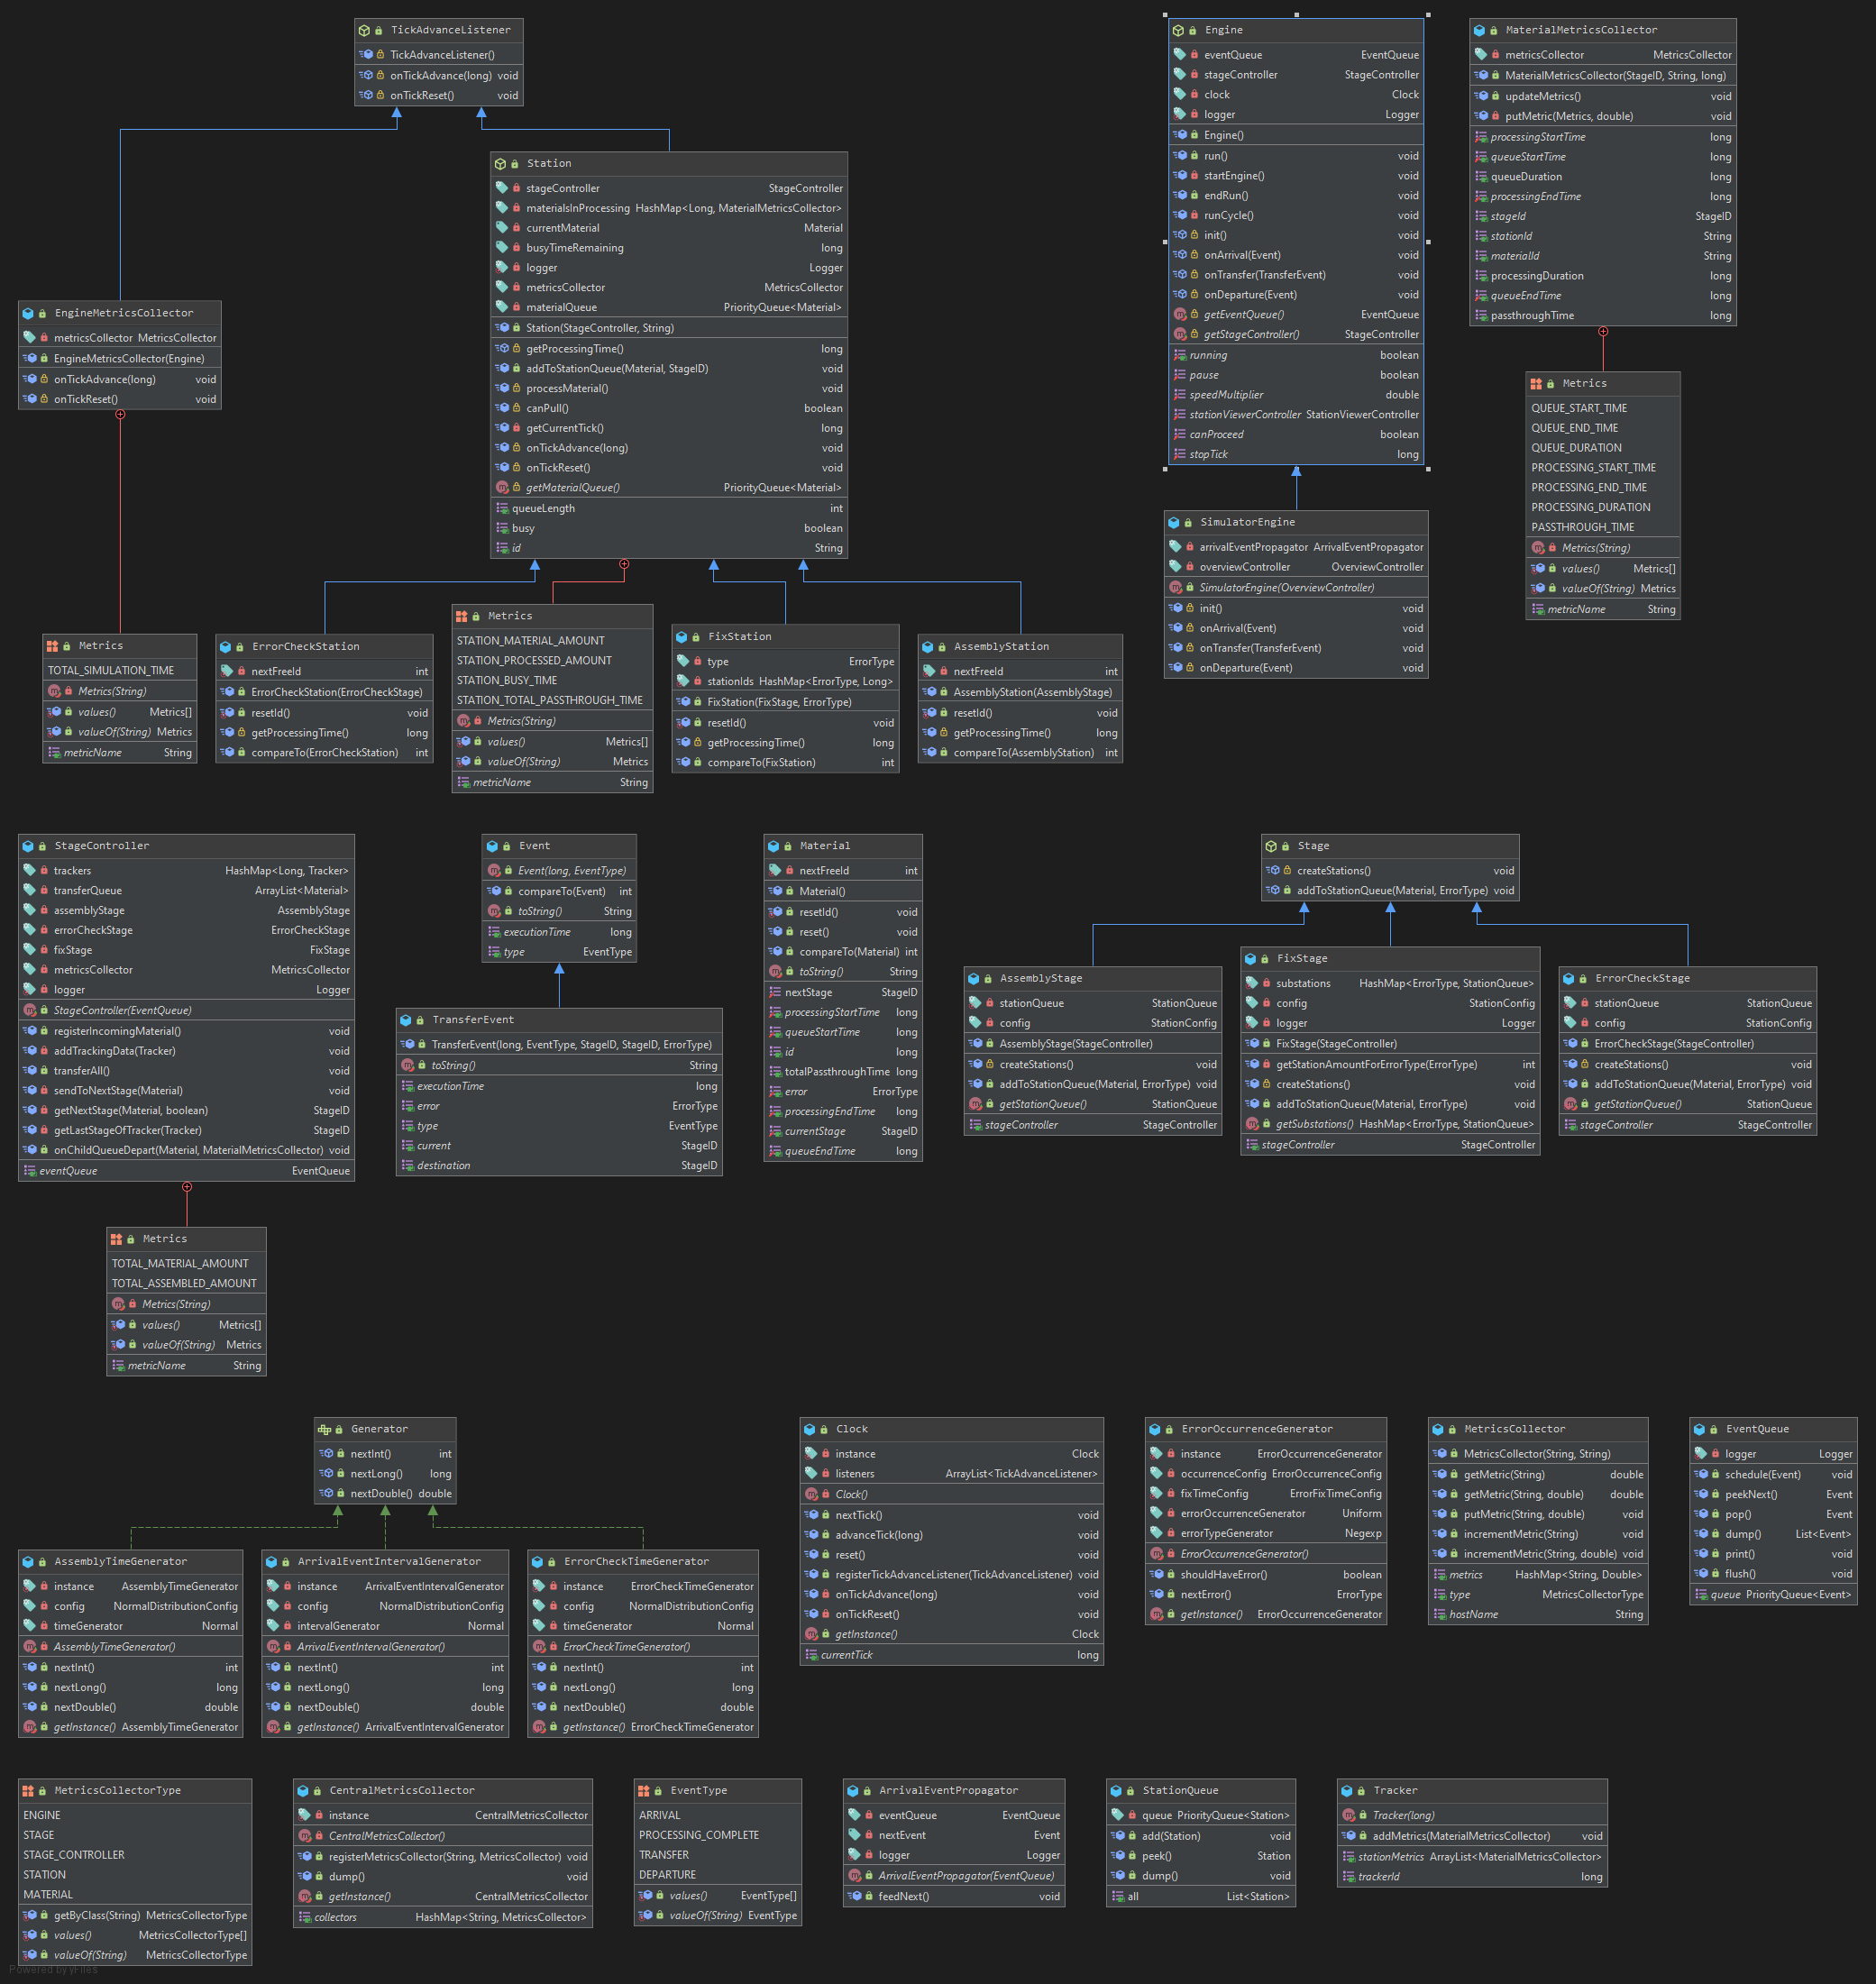 TickAdvanceListener
TickAdvanceListener()
onTickAdvance(long) void
onTickReset() void
Engine
eventQueue EventQueue
stageController StageController
clock Clock
logger Logger
Engine()
run() void
startEngine() void
endRun() void
runCycle() void
init() void
onArrival(Event) void
onTransfer(TransferEvent) void
onDeparture(Event) void
getEventQueue() EventQueue
getStageController() StageController
running boolean
pause boolean
speedMultiplier double
stationViewerController StationViewerController
canProceed boolean
stopTick long
MaterialMetricsCollector
metricsCollector MetricsCollector
MaterialMetricsCollector(StageID, String, long)
updateMetrics() void
putMetric(Metrics, double) void
processingStartTime long
queueStartTime long
queueDuration long
processingEndTime long
stageId StageID
stationId String
materialId String
processingDuration long
queueEndTime long
passthroughTime long
Station
stageController StageController
materialsInProcessing HashMap<Long, MaterialMetricsCollector>
currentMaterial Material
busyTimeRemaining long
logger Logger
metricsCollector MetricsCollector
materialQueue PriorityQueue<Material>
Station(StageController, String)
getProcessingTime() long
addToStationQueue(Material, StageID) void
processMaterial() void
canPull() boolean
getCurrentTick() long
onTickAdvance(long) void
onTickReset() void
getMaterialQueue() PriorityQueue<Material>
queueLength int
busy boolean
id String
EngineMetricsCollector
metricsCollector MetricsCollector
EngineMetricsCollector(Engine)
onTickAdvance(long) void
onTickReset() void
Metrics
QUEUE_START_TIME
QUEUE_END_TIME
QUEUE_DURATION
PROCESSING_START_TIME
PROCESSING_END_TIME
PROCESSING_DURATION
PASSTHROUGH_TIME
Metrics(String)
values() Metrics[]
valueOf(String) Metrics
metricName String
SimulatorEngine
arrivalEventPropagator ArrivalEventPropagator
overviewController OverviewController
SimulatorEngine(OverviewController)
init() void
onArrival(Event) void
onTransfer(TransferEvent) void
onDeparture(Event) void
Metrics
TOTAL_SIMULATION_TIME
Metrics(String)
values() Metrics[]
valueOf(String) Metrics
metricName String
ErrorCheckStation
nextFreeId int
ErrorCheckStation(ErrorCheckStage)
resetId() void
getProcessingTime() long
compareTo(ErrorCheckStation) int
Metrics
STATION_MATERIAL_AMOUNT
STATION_PROCESSED_AMOUNT
STATION_BUSY_TIME
STATION_TOTAL_PASSTHROUGH_TIME
Metrics(String)
values() Metrics[]
valueOf(String) Metrics
metricName String
FixStation
type ErrorType
stationIds HashMap<ErrorType, Long>
FixStation(FixStage, ErrorType)
resetId() void
getProcessingTime() long
compareTo(FixStation) int
AssemblyStation
nextFreeId int
AssemblyStation(AssemblyStage)
resetId() void
getProcessingTime() long
compareTo(AssemblyStation) int
StageController
trackers HashMap<Long, Tracker>
transferQueue ArrayList<Material>
assemblyStage AssemblyStage
errorCheckStage ErrorCheckStage
fixStage FixStage
metricsCollector MetricsCollector
logger Logger
StageController(EventQueue)
registerIncomingMaterial() void
addTrackingData(Tracker) void
transferAll() void
sendToNextStage(Material) void
getNextStage(Material, boolean) StageID
getLastStageOfTracker(Tracker) StageID
onChildQueueDepart(Material, MaterialMetricsCollector) void
eventQueue EventQueue
Event
Event(long, EventType)
compareTo(Event) int
toString() String
executionTime long
type EventType
TransferEvent
TransferEvent(long, EventType, StageID, StageID, ErrorType)
toString() String
executionTime long
error ErrorType
type EventType
current StageID
destination StageID
Material
nextFreeId int
Material()
resetId() void
reset() void
compareTo(Material) int
toString() String
nextStage StageID
processingStartTime long
queueStartTime long
id long
totalPassthroughTime long
error ErrorType
processingEndTime long
currentStage StageID
queueEndTime long
Stage
createStations() void
addToStationQueue(Material, ErrorType) void
AssemblyStage
stationQueue StationQueue
config StationConfig
AssemblyStage(StageController)
createStations() void
addToStationQueue(Material, ErrorType) void
getStationQueue() StationQueue
stageController StageController
FixStage
substations HashMap<ErrorType, StationQueue>
config StationConfig
logger Logger
FixStage(StageController)
getStationAmountForErrorType(ErrorType) int
createStations() void
addToStationQueue(Material, ErrorType) void
getSubstations() HashMap<ErrorType, StationQueue>
stageController StageController
ErrorCheckStage
stationQueue StationQueue
config StationConfig
ErrorCheckStage(StageController)
createStations() void
addToStationQueue(Material, ErrorType) void
getStationQueue() StationQueue
stageController StageController
Metrics
TOTAL_MATERIAL_AMOUNT
TOTAL_ASSEMBLED_AMOUNT
Metrics(String)
values() Metrics[]
valueOf(String) Metrics
metricName String
Generator
nextInt() int
nextLong() long
nextDouble() double
AssemblyTimeGenerator
instance AssemblyTimeGenerator
config NormalDistributionConfig
timeGenerator Normal
AssemblyTimeGenerator()
nextInt() int
nextLong() long
nextDouble() double
getInstance() AssemblyTimeGenerator
ArrivalEventIntervalGenerator
instance ArrivalEventIntervalGenerator
config NormalDistributionConfig
intervalGenerator Normal
ArrivalEventIntervalGenerator()
nextInt() int
nextLong() long
nextDouble() double
getInstance() ArrivalEventIntervalGenerator
ErrorCheckTimeGenerator
instance ErrorCheckTimeGenerator
config NormalDistributionConfig
timeGenerator Normal
ErrorCheckTimeGenerator()
nextInt() int
nextLong() long
nextDouble() double
getInstance() ErrorCheckTimeGenerator
Clock
instance Clock
listeners ArrayList<TickAdvanceListener>
Clock()
nextTick() void
advanceTick(long) void
reset() void
registerTickAdvanceListener(TickAdvanceListener) void
onTickAdvance(long) void
onTickReset() void
getInstance() Clock
currentTick long
ErrorOccurrenceGenerator
instance ErrorOccurrenceGenerator
occurrenceConfig ErrorOccurrenceConfig
fixTimeConfig ErrorFixTimeConfig
errorOccurrenceGenerator Uniform
errorTypeGenerator Negexp
ErrorOccurrenceGenerator()
shouldHaveError() boolean
nextError() ErrorType
getInstance() ErrorOccurrenceGenerator
MetricsCollector
MetricsCollector(String, String)
getMetric(String) double
getMetric(String, double) double
putMetric(String, double) void
incrementMetric(String) void
incrementMetric(String, double) void
metrics HashMap<String, Double>
type MetricsCollectorType
hostName String
EventQueue
logger Logger
schedule(Event) void
peekNext() Event
pop() Event
dump() List<Event>
print() void
flush() void
queue PriorityQueue<Event>
MetricsCollectorType
ENGINE
STAGE
STAGE_CONTROLLER
STATION
MATERIAL
getByClass(String) MetricsCollectorType
values() MetricsCollectorType[]
valueOf(String) MetricsCollectorType
CentralMetricsCollector
instance CentralMetricsCollector
CentralMetricsCollector()
registerMetricsCollector(String, MetricsCollector) void
dump() void
getInstance() CentralMetricsCollector
collectors HashMap<String, MetricsCollector>
EventType
ARRIVAL
PROCESSING_COMPLETE
TRANSFER
DEPARTURE
values() EventType[]
valueOf(String) EventType
ArrivalEventPropagator
eventQueue EventQueue
nextEvent Event
logger Logger
ArrivalEventPropagator(EventQueue)
feedNext() void
StationQueue
queue PriorityQueue<Station>
add(Station) void
peek() Station
dump() void
all List<Station>
Tracker
Tracker(long)
addMetrics(MaterialMetricsCollector) void
stationMetrics ArrayList<MaterialMetricsCollector>
trackerId long
Powered by yFiles